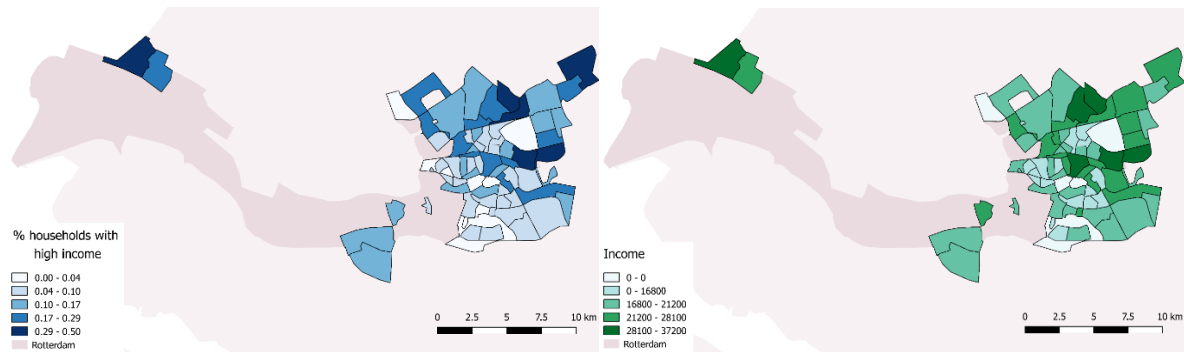 % households with
high income
0.00 - 0.04
0.04 - 0.10
0.10 - 0.17
0.17 - 0.29
0.29 - 0.50
Rotterdam
0 2.5 5 7.5 10 km
Income
0 - 0
0 - 16800
16800 - 21200
21200 - 28100
28100 - 37200
Rotterdam
0 2.5 5 7.5 10 km